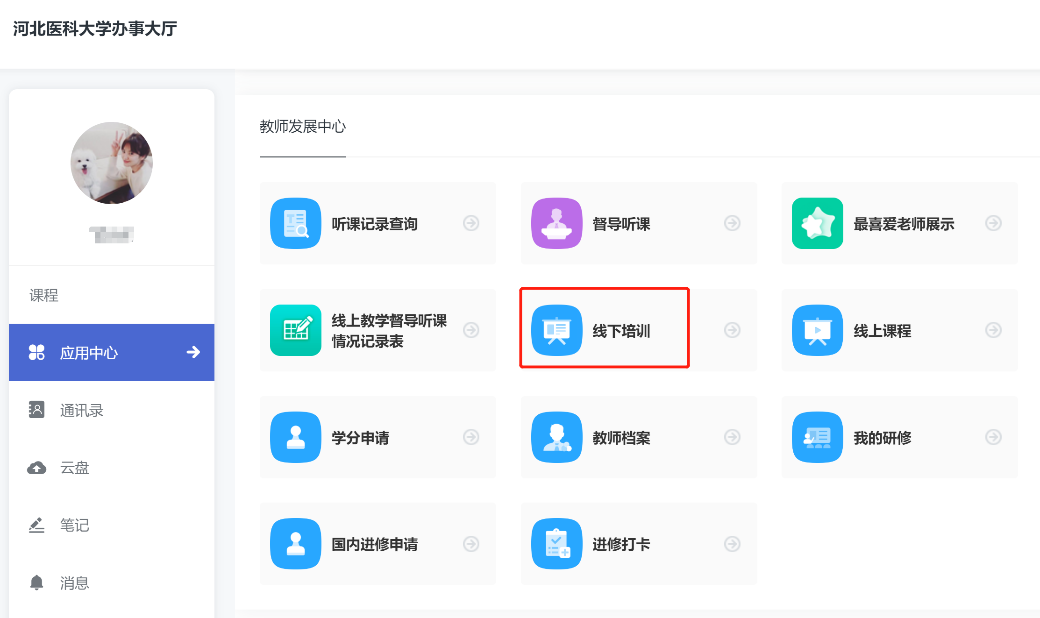 河北医科大学办事大厅
课程
应用中心
通讯录
云盘
笔记
消息
教师发展中心
听课记录查询
督导听课
最喜爱老师展示
线上教学督导听课
情况记录表
线下培训
线上课程
学分申请
教师档案
我的研修
国内进修申请
进修打卡